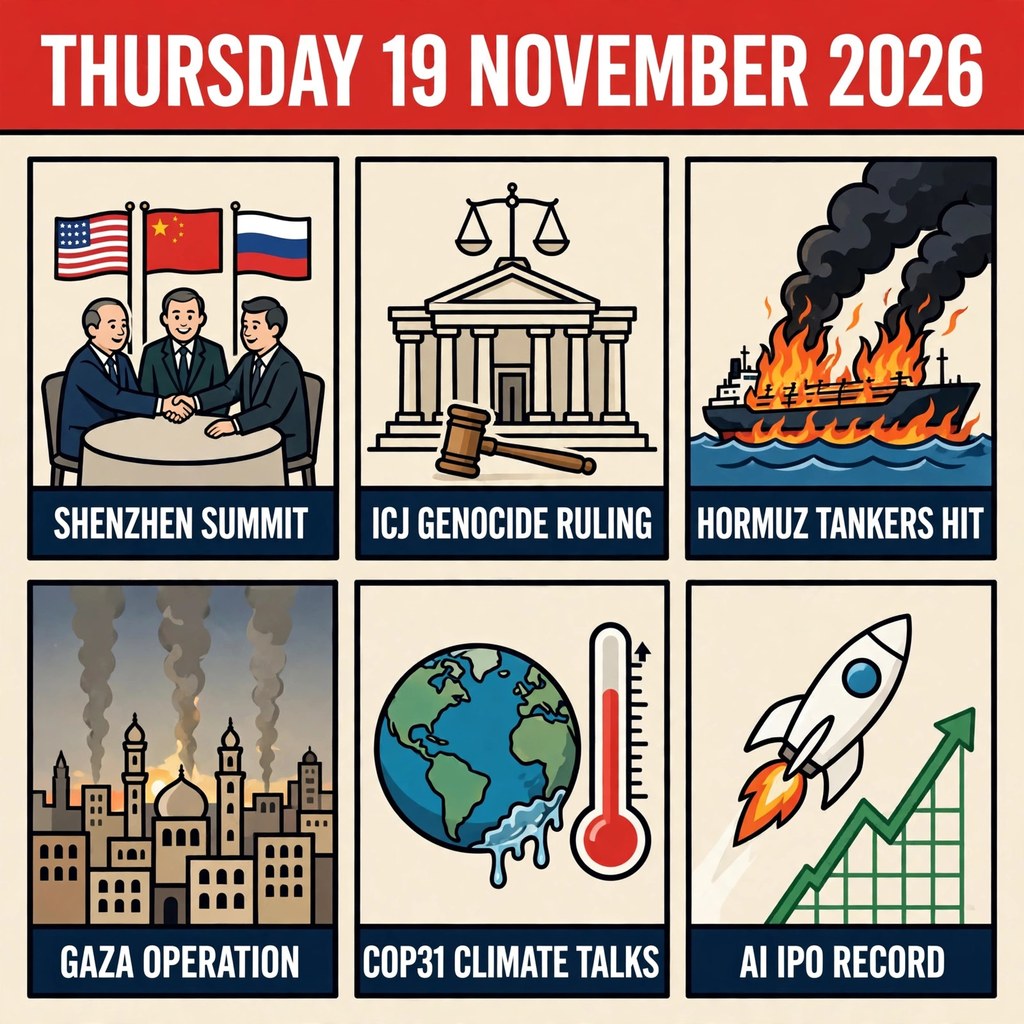 THURSDAY 19 NOVEMBER 2026
SHENZHEN SUMMIT
ICJ GENOCIDE RULING
HORMUZ TANKERS HIT
GAZA OPERATION
COP31 CLIMATE TALKS
AI IPO RECORD